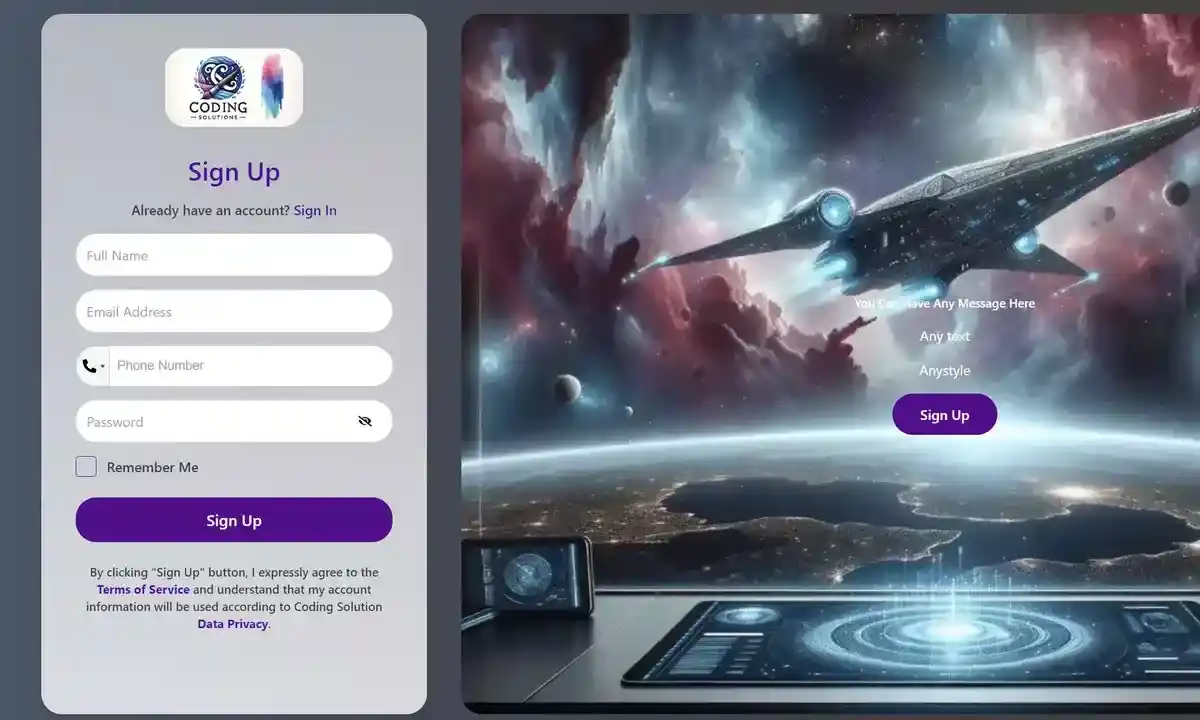 CODING
SOLUTIONS
Sign Up
Already have an account? Sign In
Full Name
Email Address
Phone Number
Password
Remember Me
Sign Up
By clicking "Sign Up" button, I expressly agree to the
Terms of Service and understand that my account
information will be used according to Coding Solution
Data Privacy.
You Can Have Any Message Here
Any text
Anystyle
Sign Up